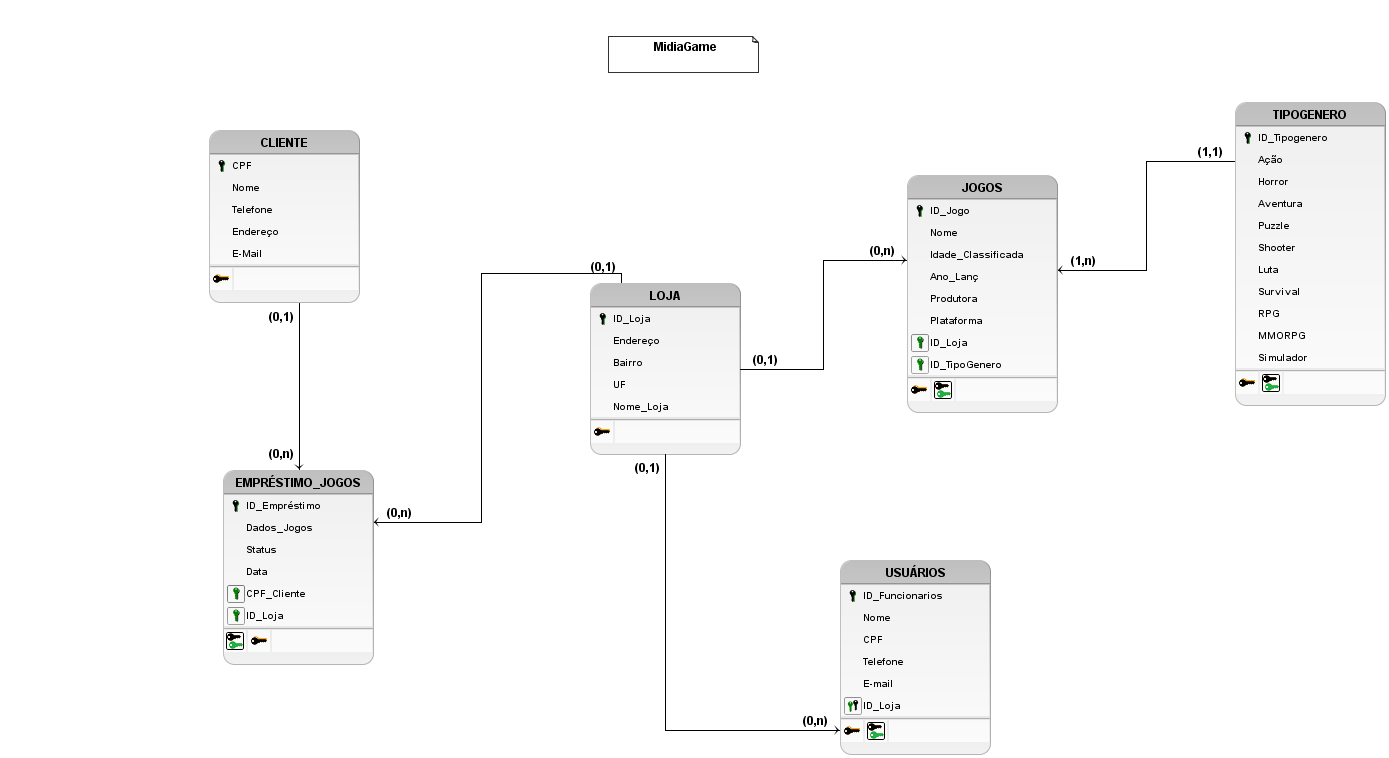 MidiaGame
CLIENTE
CPF
Nome
Telefone
Endereço
E-Mail
(0,1)
(0,n)
EMPRÉSTIMO_JOGOS
ID_Empréstimo
Dados_Jogos
Status
Data
CPF_Cliente
ID_Loja
(0,n)
(0,1)
LOJA
ID_Loja
Endereço
Bairro
UF
Nome_Loja
(0,1)
(0,n)
(0,1)
(0,n)
JOGOS
ID_Jogo
Nome
Idade_Classificada
Ano_Lanç
Produtora
Plataforma
ID_Loja
ID_TipoGenero
(1,n)
(1,1)
TIPOGENERO
ID_Tipogenero
Ação
Horror
Aventura
Puzzle
Shooter
Luta
Survival
RPG
MMORPG
Simulador
USUÁRIOS
ID_Funcionarios
Nome
CPF
Telefone
E-mail
ID_Loja